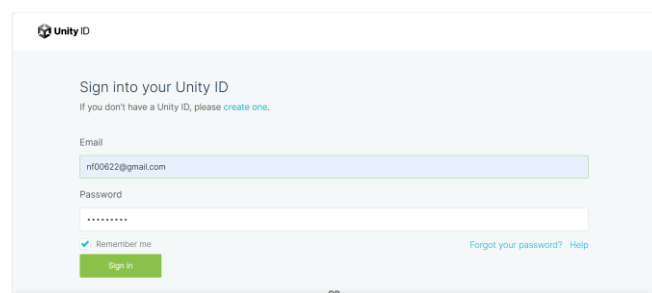 Unity ID
Sign into your Unity ID
If you don't have a Unity ID, please create one.
Email
nf00622@gmail.com
Password
•••••••••
Remember me
Forgot your password? Help
Sign in
OR